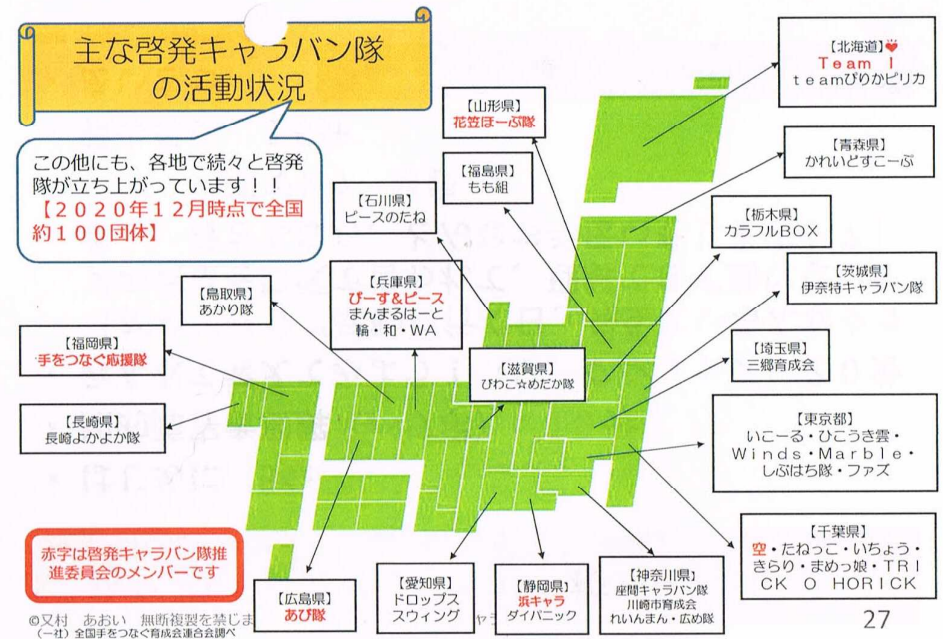 主な啓発キャラバン隊
の活動状況
この他にも、各地で続々と啓発
隊が立ち上がっています！！
【２０２０年１２月時点で全国
約１００団体】
【北海道】❤
Ｔｅａｍ　Ｉ
ｔｅａｍぴりかピリカ
【山形県】
花笠ほーぷ隊
【青森県】
かれいどすこーぷ
【福島県】
もも組
【石川県】
ピースのたね
【栃木県】
カラフルＢＯＸ
【茨城県】
伊奈特キャラバン隊
【鳥取県】
あかり隊
【兵庫県】
ぴーす＆ピース
まんまるはーと
輪・和・ＷＡ
【福岡県】
手をつなぐ応援隊
【滋賀県】
びわこ☆めだか隊
【埼玉県】
三郷育成会
【長崎県】
長崎よかよか隊
【東京都】
いこーる・ひこうき雲・
Ｗｉｎｄｓ・Ｍａｒｂｌｅ・
しぶはち隊・ファズ
【千葉県】
空・たねっこ・いちょう・
きらり・まめっ娘・ＴＲＩ
ＣＫ　Ｏ　ＨＯＲＩＣＫ
赤字は啓発キャラバン隊推
進委員会のメンバーです
【広島県】
あび隊
【愛知県】
ドロップス
スウィング
【静岡県】
浜キャラ
ダイバニック
【神奈川県】
座間キャラバン隊
川崎市育成会
れいんまん・広め隊
©又村　あおい　無断複製を禁じま
（一社）全国手をつなぐ育成会連合会調べ
27